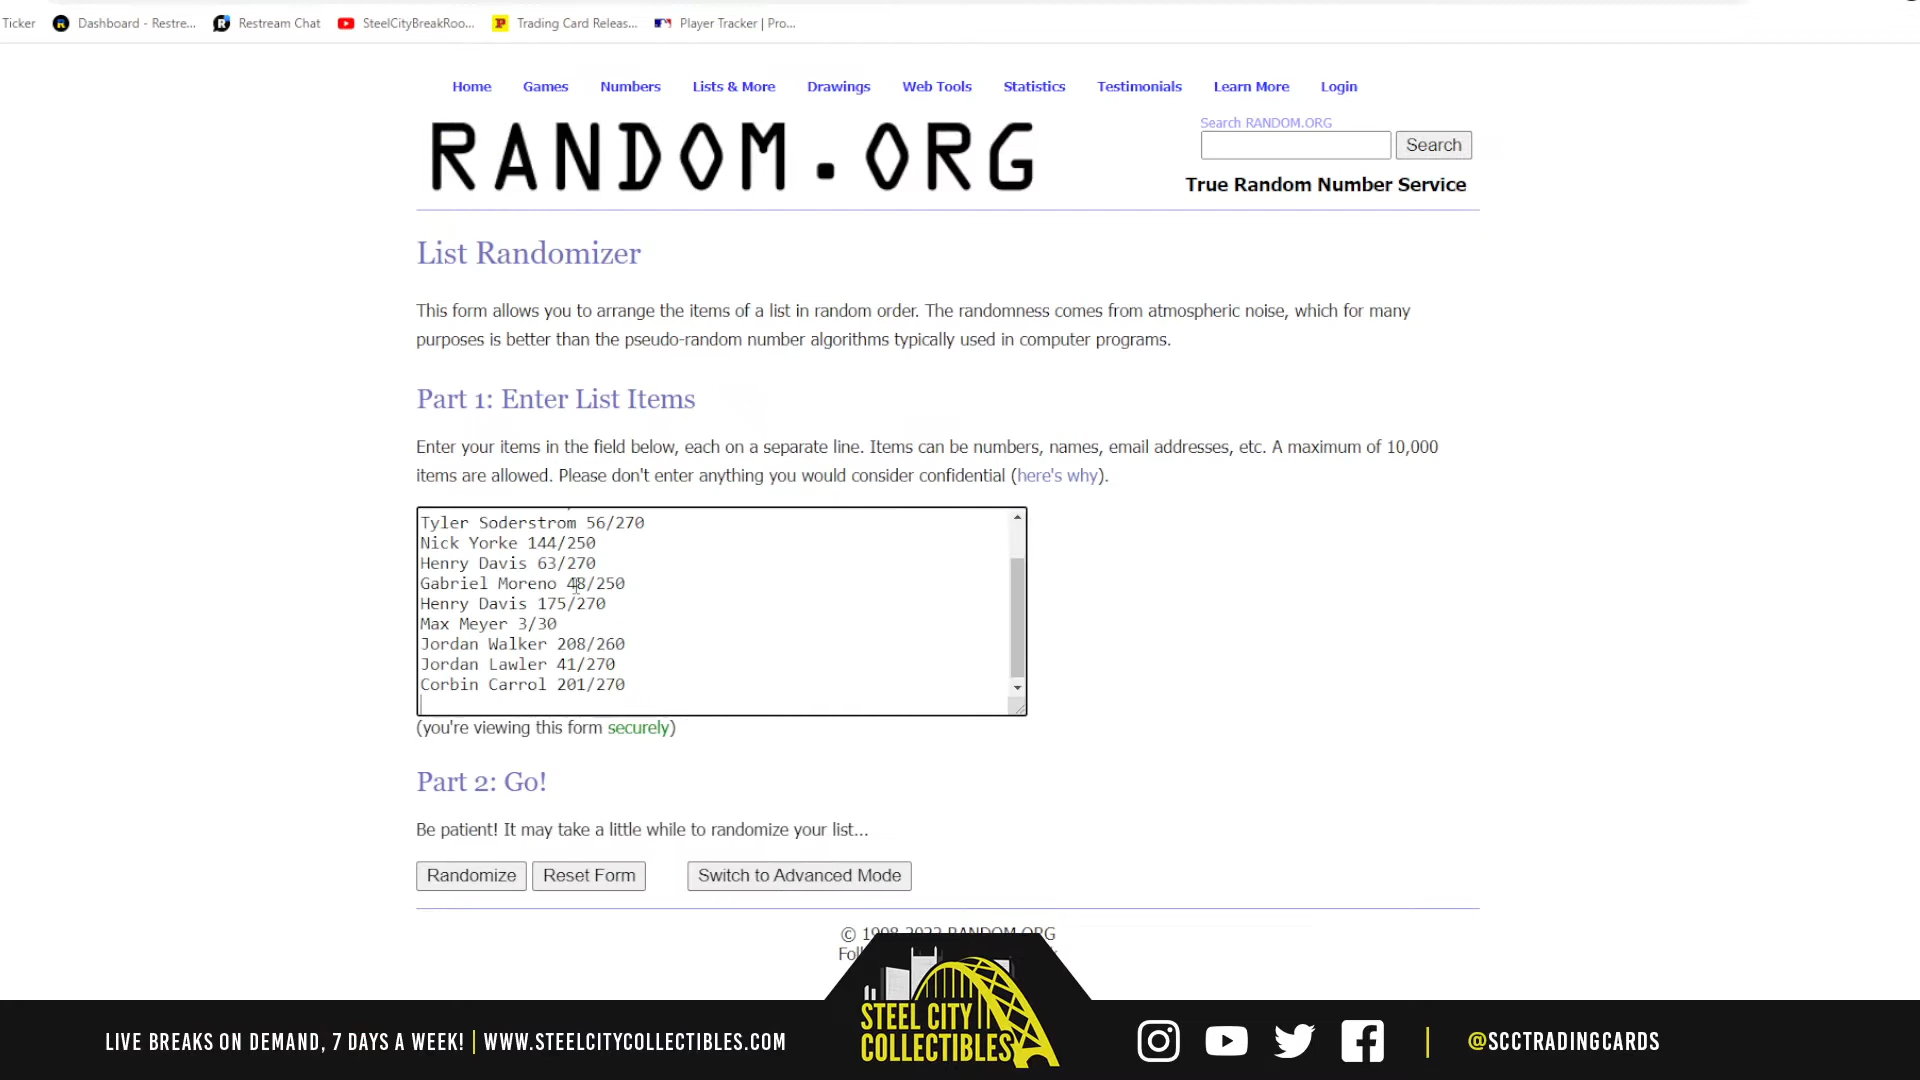 Ticker Dashboard - Restre... Restream Chat SteelCityBreakRoo... Trading Card Releas... Player Tracker | Pro...
Home Games Numbers Lists & More Drawings Web Tools Statistics Testimonials Learn More Login
RANDOM.ORG
Search RANDOM.ORG
Search
True Random Number Service
List Randomizer
This form allows you to arrange the items of a list in random order. The randomness comes from atmospheric noise, which for many
purposes is better than the pseudo-random number algorithms typically used in computer programs.
Part 1: Enter List Items
Enter your items in the field below, each on a separate line. Items can be numbers, names, email addresses, etc. A maximum of 10,000
items are allowed. Please don't enter anything you would consider confidential (here's why).
Tyler Soderstrom 56/270
Nick Yorke 144/250
Henry Davis 63/270
Gabriel Moreno 48/250
Henry Davis 175/270
Max Meyer 3/30
Jordan Walker 208/260
Jordan Lawler 41/270
Corbin Carrol 201/270
(you're viewing this form securely)
Part 2: Go!
Be patient! It may take a little while to randomize your list...
Randomize Reset Form Switch to Advanced Mode
© 1998-2022 RANDOM.ORG
STEEL CITY
COLLECTIBLES
LIVE BREAKS ON DEMAND, 7 DAYS A WEEK! | WWW.STEELCITYCOLLECTIBLES.COM
| @SCCTRADINGCARDS